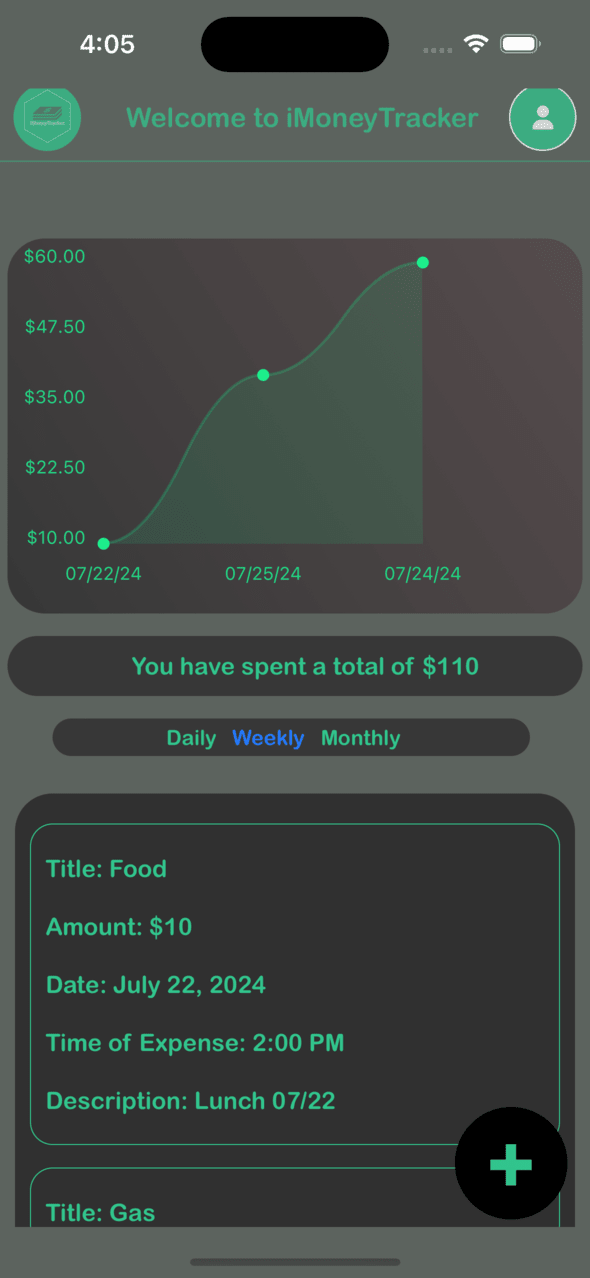 4:05
Welcome to iMoneyTracker
$60.00
$47.50
$35.00
$22.50
$10.00
07/22/24 07/25/24 07/24/24
You have spent a total of $110
Daily Weekly Monthly
Title: Food
Amount: $10
Date: July 22, 2024
Time of Expense: 2:00 PM
Description: Lunch 07/22
Title: Gas